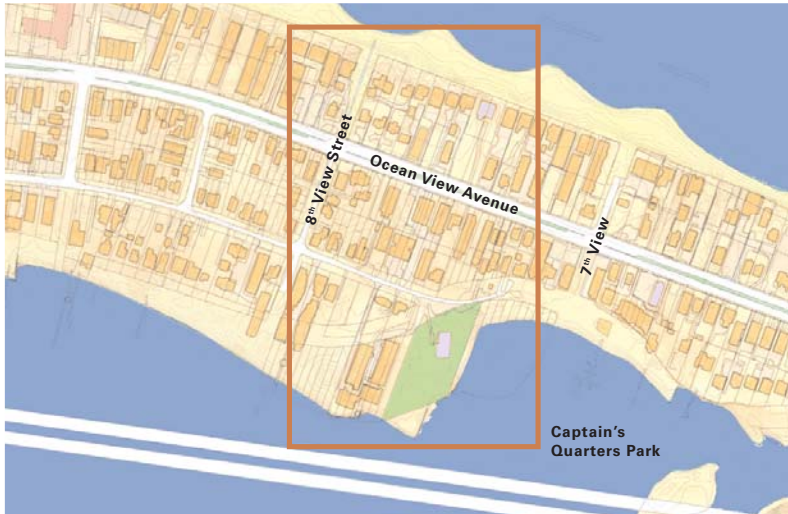 8th View Street
Ocean View Avenue
7th View
Captain's
Quarters Park